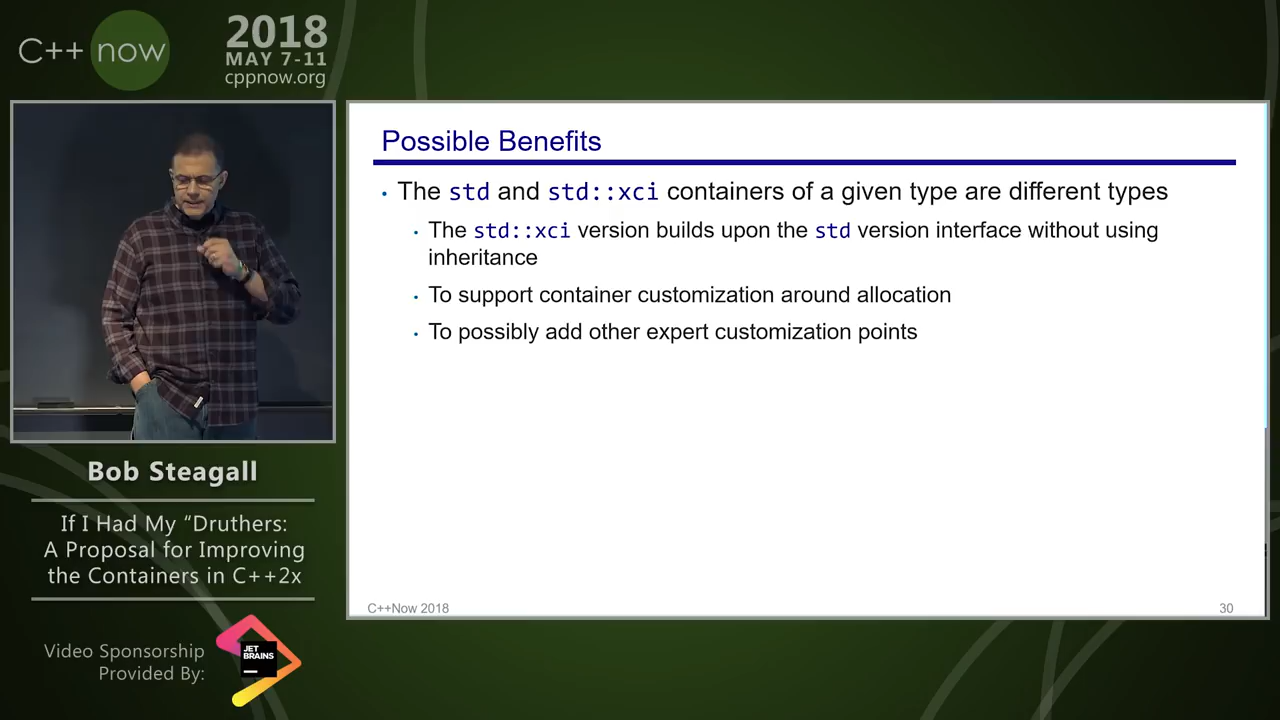 C++ now
2018
MAY 7-11
cppnow.org
Possible Benefits
• The std and std::xci containers of a given type are different types
• The std::xci version builds upon the std version interface without using
inheritance
• To support container customization around allocation
• To possibly add other expert customization points
C++Now 2018
30
Bob Steagall
If I Had My “Druthers:
A Proposal for Improving
the Containers in C++2x
Video Sponsorship
Provided By:
JET
BRAINS